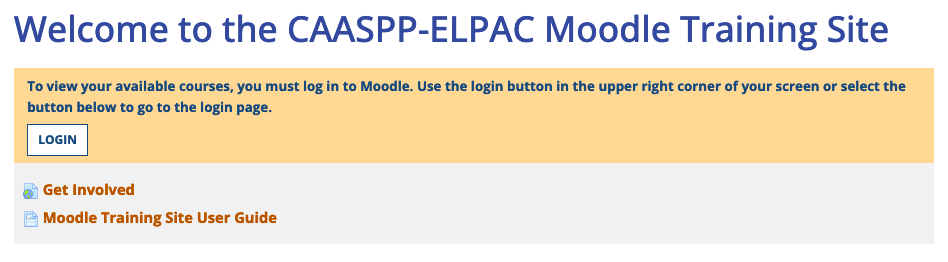 Welcome to the CAASPP-ELPAC Moodle Training Site
To view your available courses, you must log in to Moodle. Use the login button in the upper right corner of your screen or select the
button below to go to the login page.
LOGIN
Get Involved
Moodle Training Site User Guide